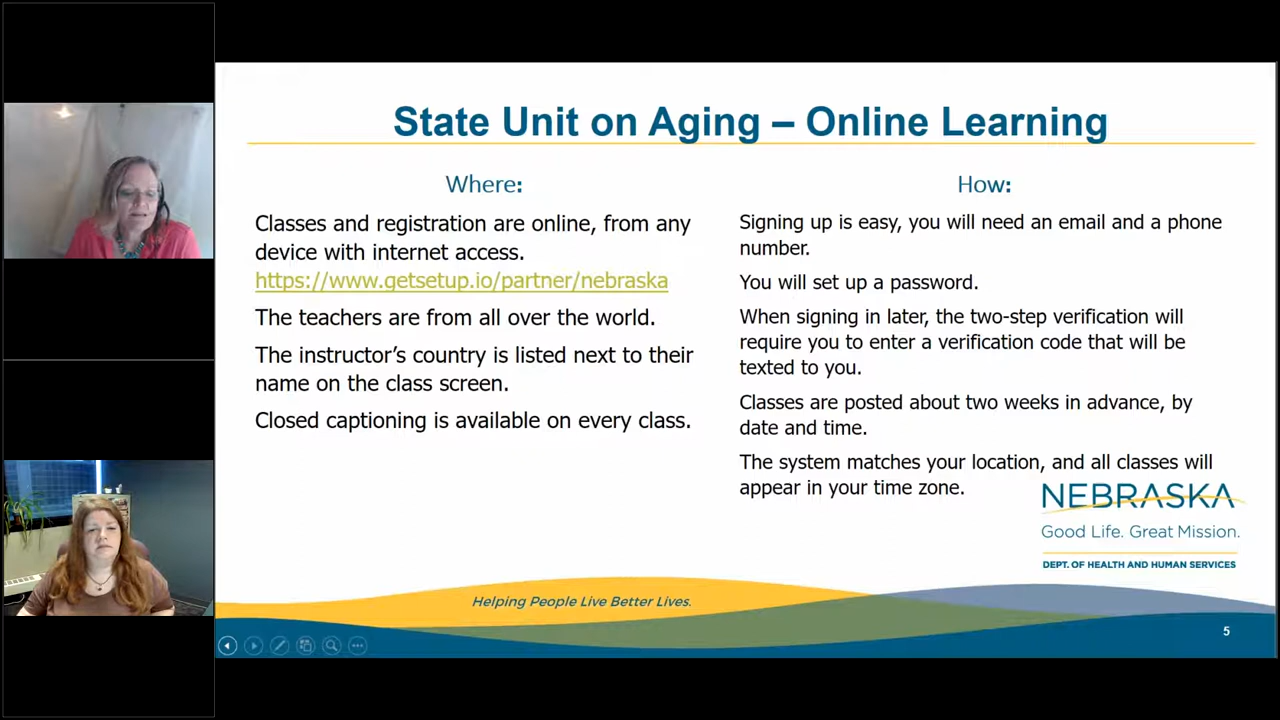 State Unit on Aging – Online Learning
Where:
Classes and registration are online, from any
device with internet access.
https://www.getsetup.io/partner/nebraska
The teachers are from all over the world.
The instructor’s country is listed next to their
name on the class screen.
Closed captioning is available on every class.
How:
Signing up is easy, you will need an email and a phone
number.
You will set up a password.
When signing in later, the two-step verification will
require you to enter a verification code that will be
texted to you.
Classes are posted about two weeks in advance, by
date and time.
The system matches your location, and all classes will
appear in your time zone.
NEBRASKA
Good Life. Great Mission.
DEPT. OF HEALTH AND HUMAN SERVICES
Helping People Live Better Lives.
5